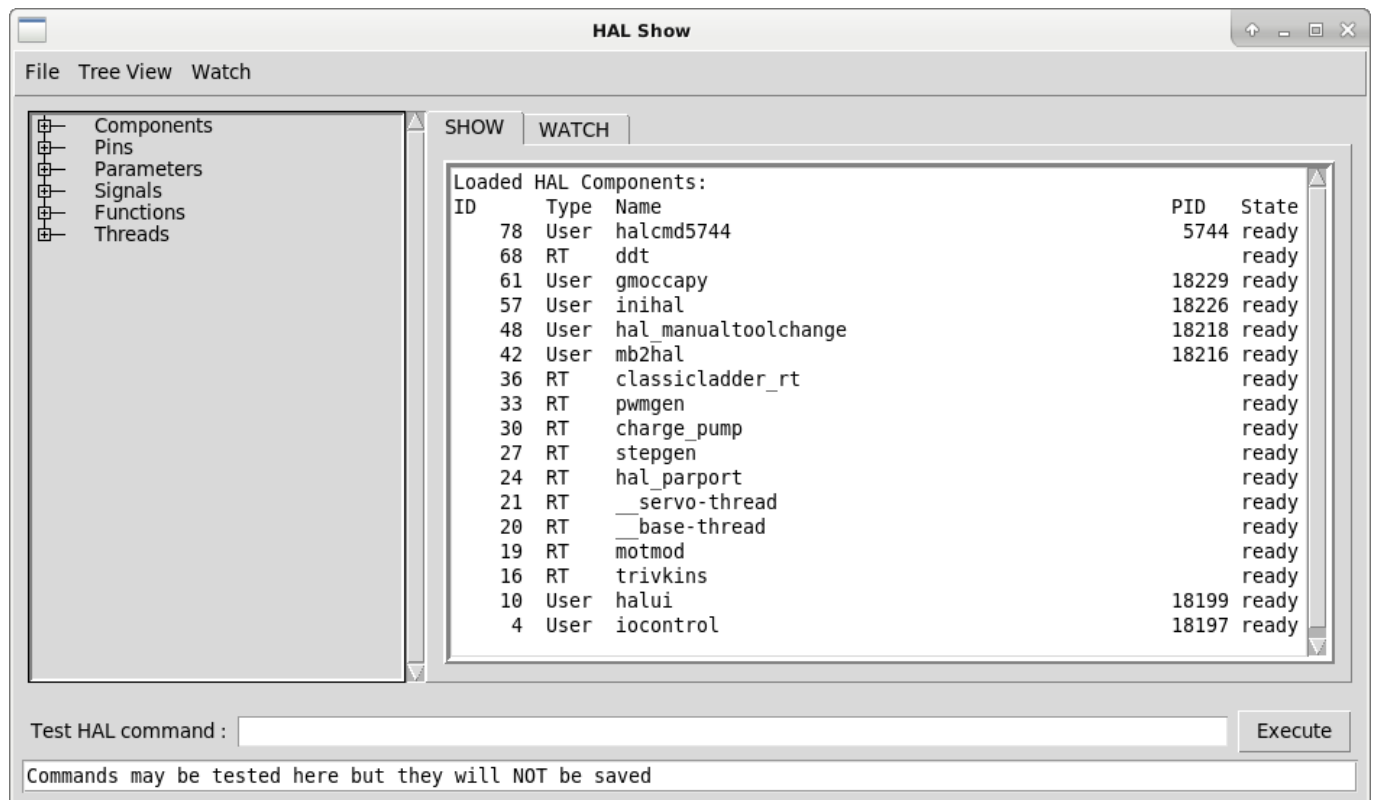 HAL Show
File Tree View Watch
Components
Pins
Parameters
Signals
Functions
Threads
SHOW WATCH
Loaded HAL Components:
ID Type Name PID State
78 User halcmd5744 5744 ready
68 RT ddt ready
61 User gmoccapy 18229 ready
57 User inihal 18226 ready
48 User hal_manualtoolchange 18218 ready
42 User mb2hal 18216 ready
36 RT classicladder_rt ready
33 RT pwmgen ready
30 RT charge_pump ready
27 RT stepgen ready
24 RT hal_parport ready
21 RT __servo-thread ready
20 RT __base-thread ready
19 RT motmod ready
16 RT trivkins ready
10 User halui 18199 ready
4 User iocontrol 18197 ready
Test HAL command : Execute
Commands may be tested here but they will NOT be saved